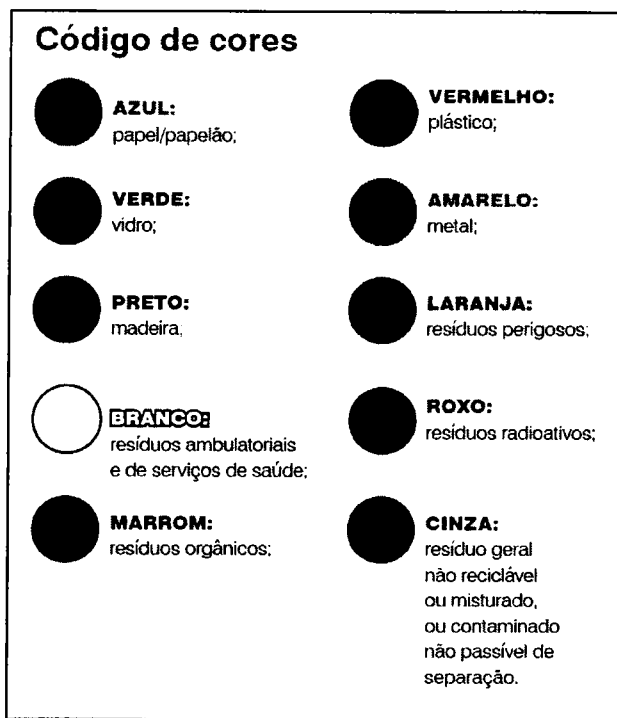 Código de cores
AZUL:
papel/papelão;
VERDE:
vidro;
PRETO:
madeira;
BRANCO:
resíduos ambulatoriais
e de serviços de saúde;
MARROM:
resíduos orgânicos;
VERMELHO:
plástico;
AMARELO:
metal;
LARANJA:
resíduos perigosos;
ROXO:
resíduos radioativos;
CINZA:
resíduo geral
não reciclável
ou misturado,
ou contaminado
não passível de
separação.